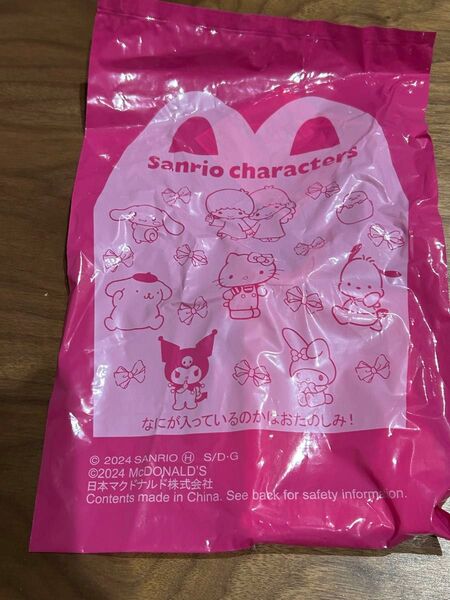 Sanrio characters
なにが入っているのかはおたのしみ!
© 2024 SANRIO Ⓗ S/D・G
©2024 McDONALD'S
日本マクドナルド株式会社
Contents made in China. See back for safety information.